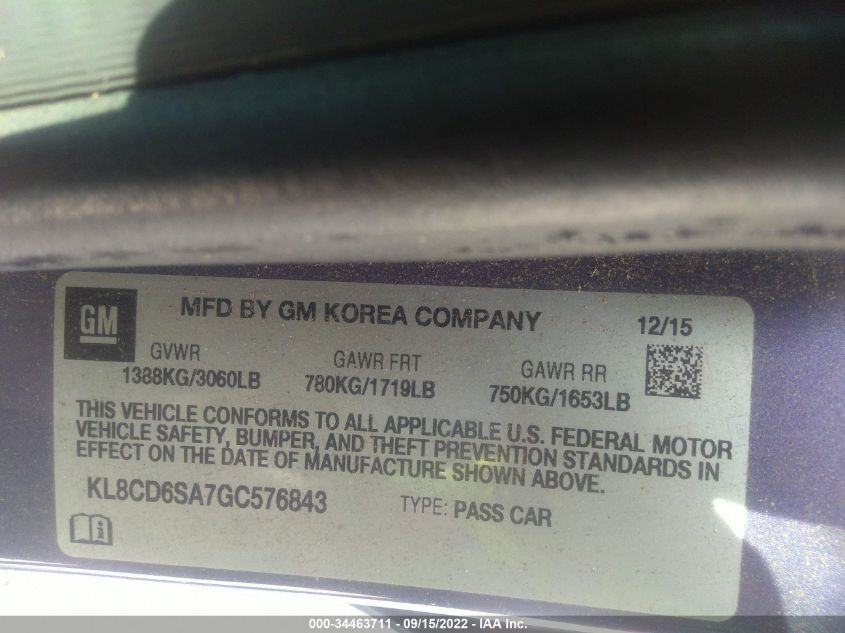 GM
MFD BY GM KOREA COMPANY 12/15
GVWR GAWR FRT GAWR RR
1388KG/3060LB 780KG/1719LB 750KG/1653LB
THIS VEHICLE CONFORMS TO ALL APPLICABLE U.S. FEDERAL MOTOR
VEHICLE SAFETY, BUMPER, AND THEFT PREVENTION STANDARDS IN
EFFECT ON THE DATE OF MANUFACTURE SHOWN ABOVE.
KL8CD6SA7GC576843 TYPE: PASS CAR
000-34463711 - 09/15/2022 - IAA Inc.